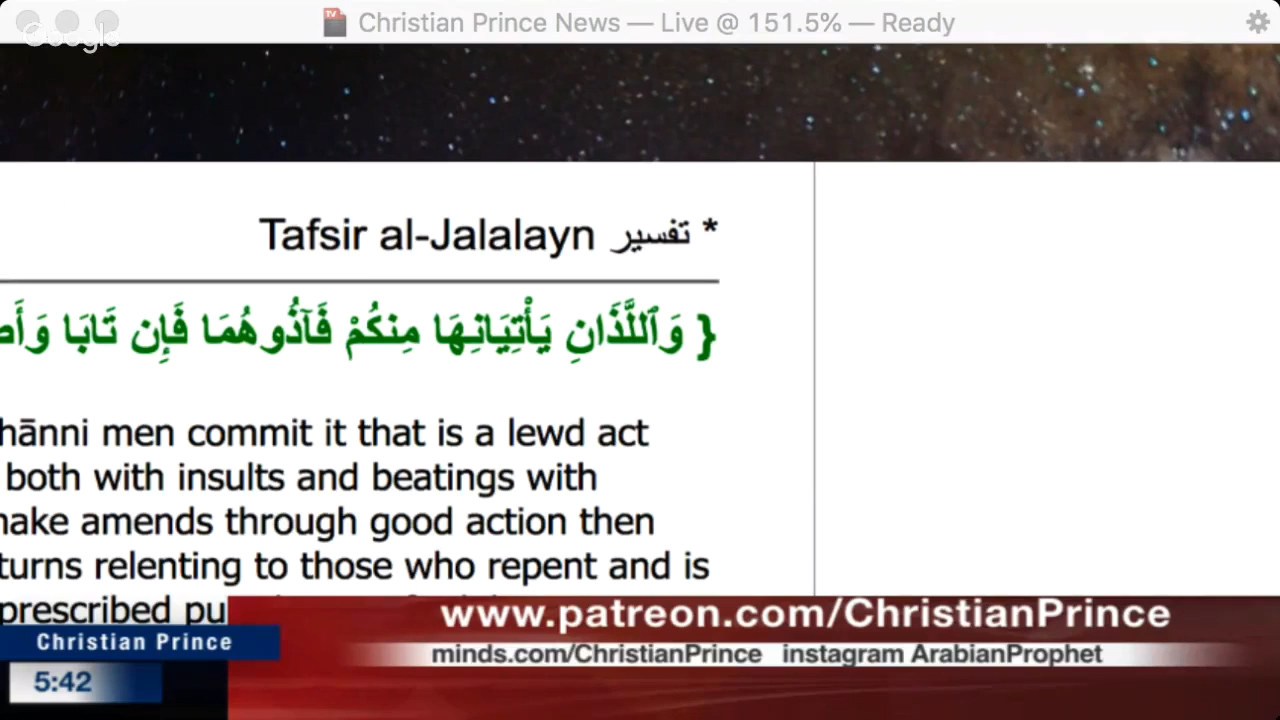 Christian Prince News — Live @ 151.5% — Ready
Google
Tafsir al-Jalalayn تفسير *
{ وَٱللَّذَانِ يَأْتِيَانِهَا مِنكُمْ فَآذُوهُمَا فَإِن تَابَا
hānni men commit it that is a lewd act
both with insults and beatings with
make amends through good action then
turns relenting to those who repent and is
prescribed
www.patreon.com/ChristianPrince
Christian Prince
minds.com/ChristianPrince instagram ArabianProphet
5:42